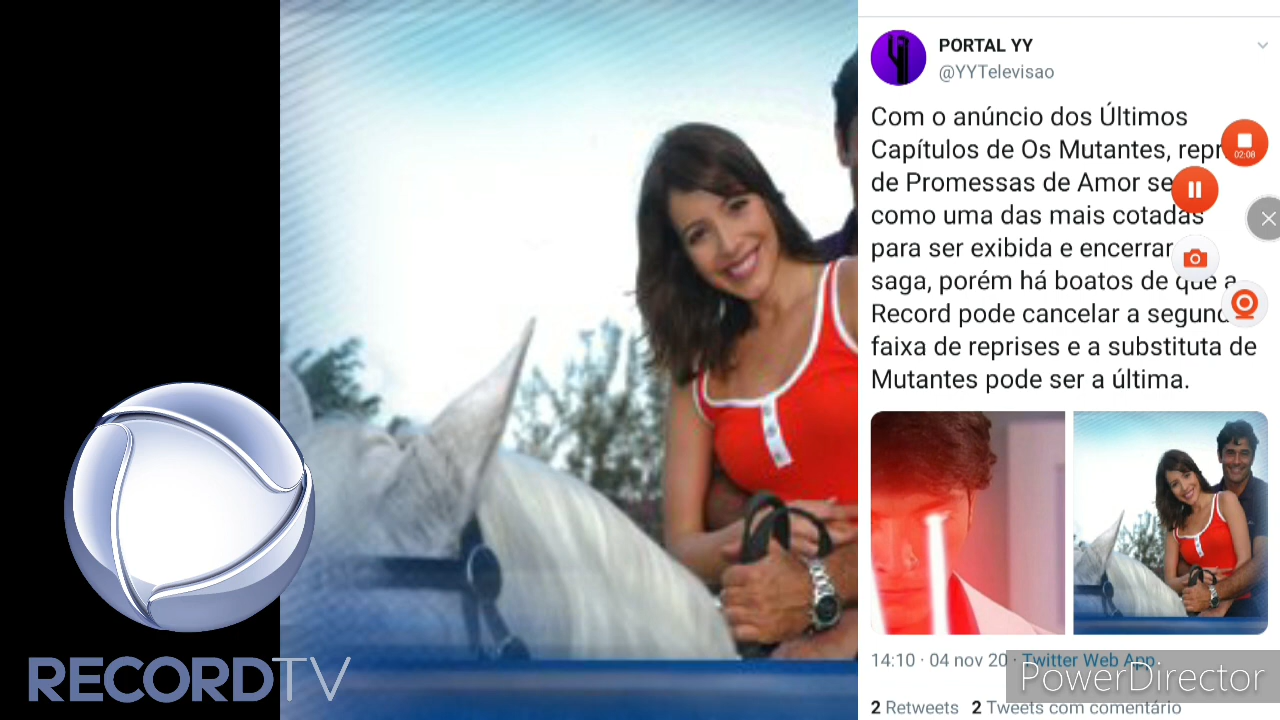 RECORDTV
PORTAL YY
@YYTelevisao
Com o anúncio dos Últimos
Capítulos de Os Mutantes,
de Promessas de Amor
como uma das mais cotadas
para ser exibida e encerrar
saga, porém há boatos de que a
Record pode cancelar a
faixa de reprises e a substituta de
Mutantes pode ser a última.
02:08
14:10 · 04 nov 20 · Twitter Web App
PowerDirector
2 Retweets 2 Tweets com comentário